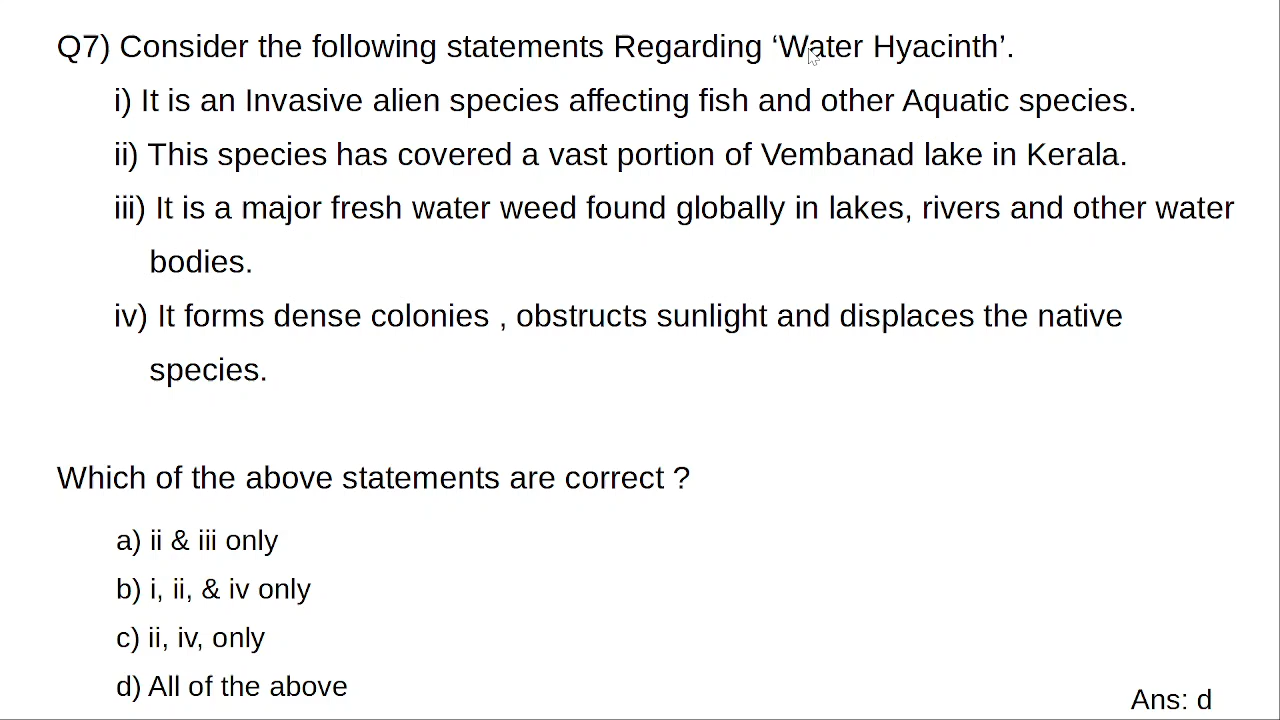 Q7) Consider the following statements Regarding ‘Water Hyacinth’.
i) It is an Invasive alien species affecting fish and other Aquatic species.
ii) This species has covered a vast portion of Vembanad lake in Kerala.
iii) It is a major fresh water weed found globally in lakes, rivers and other water
bodies.
iv) It forms dense colonies , obstructs sunlight and displaces the native
species.
Which of the above statements are correct ?
a) ii & iii only
b) i, ii, & iv only
c) ii, iv, only
d) All of the above
Ans: d